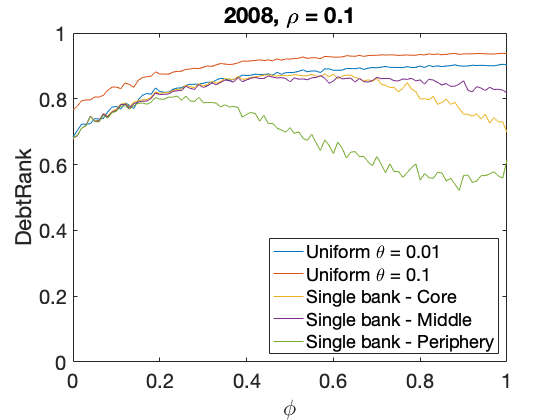 2008, ρ = 0.1
1
0.8
0.6
0.4
0.2
0
DebtRank
Uniform θ = 0.01
Uniform θ = 0.1
Single bank - Core
Single bank - Middle
Single bank - Periphery
0 0.2 0.4 0.6 0.8 1
ϕ